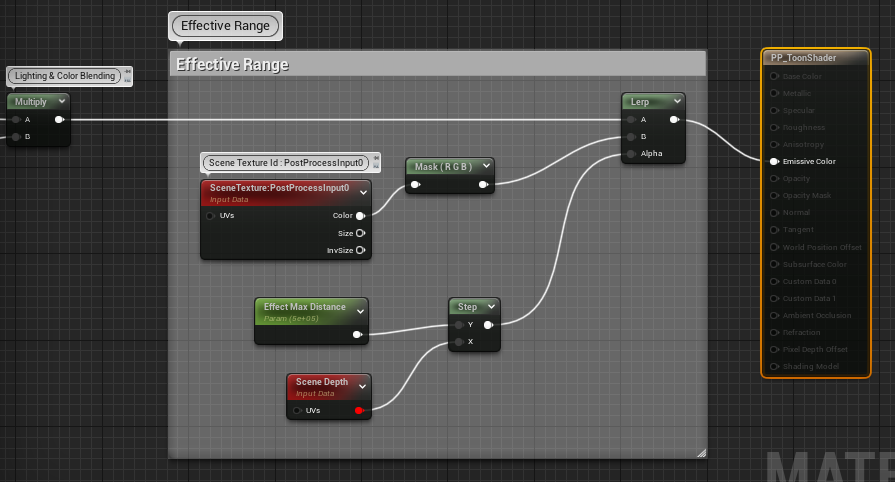 Effective Range
Effective Range
Lighting & Color Blending
Multiply
A
B
Scene Texture Id : PostProcessInput0
SceneTexture:PostProcessInput0
Input Data
UVs
Color
Size
InvSize
Mask ( R G B )
Effect Max Distance
Param (5e+05)
Scene Depth
Input Data
UVs
Step
Y
X
Lerp
A
B
Alpha
PP_ToonShader
Base Color
Metallic
Specular
Roughness
Anisotropy
Emissive Color
Opacity
Opacity Mask
Normal
Tangent
World Position Offset
Subsurface Color
Custom Data 0
Custom Data 1
Ambient Occlusion
Refraction
Pixel Depth Offset
Shading Model